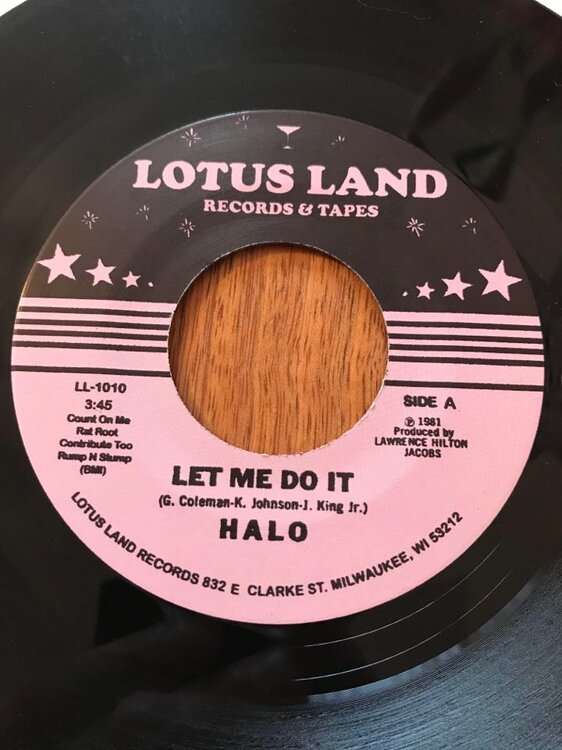 LOTUS LAND
RECORDS & TAPES
LL-1010
3:45
Count On Me
Rat Root
Contribute Too
Rump N Stump
(BMI)
SIDE A
℗ 1981
Produced by
LAWRENCE HILTON
JACOBS
LET ME DO IT
(G. Coleman-K. Johnson-J. King Jr.)
HALO
LOTUS LAND RECORDS 832 E CLARKE ST. MILWAUKEE, WI 53212